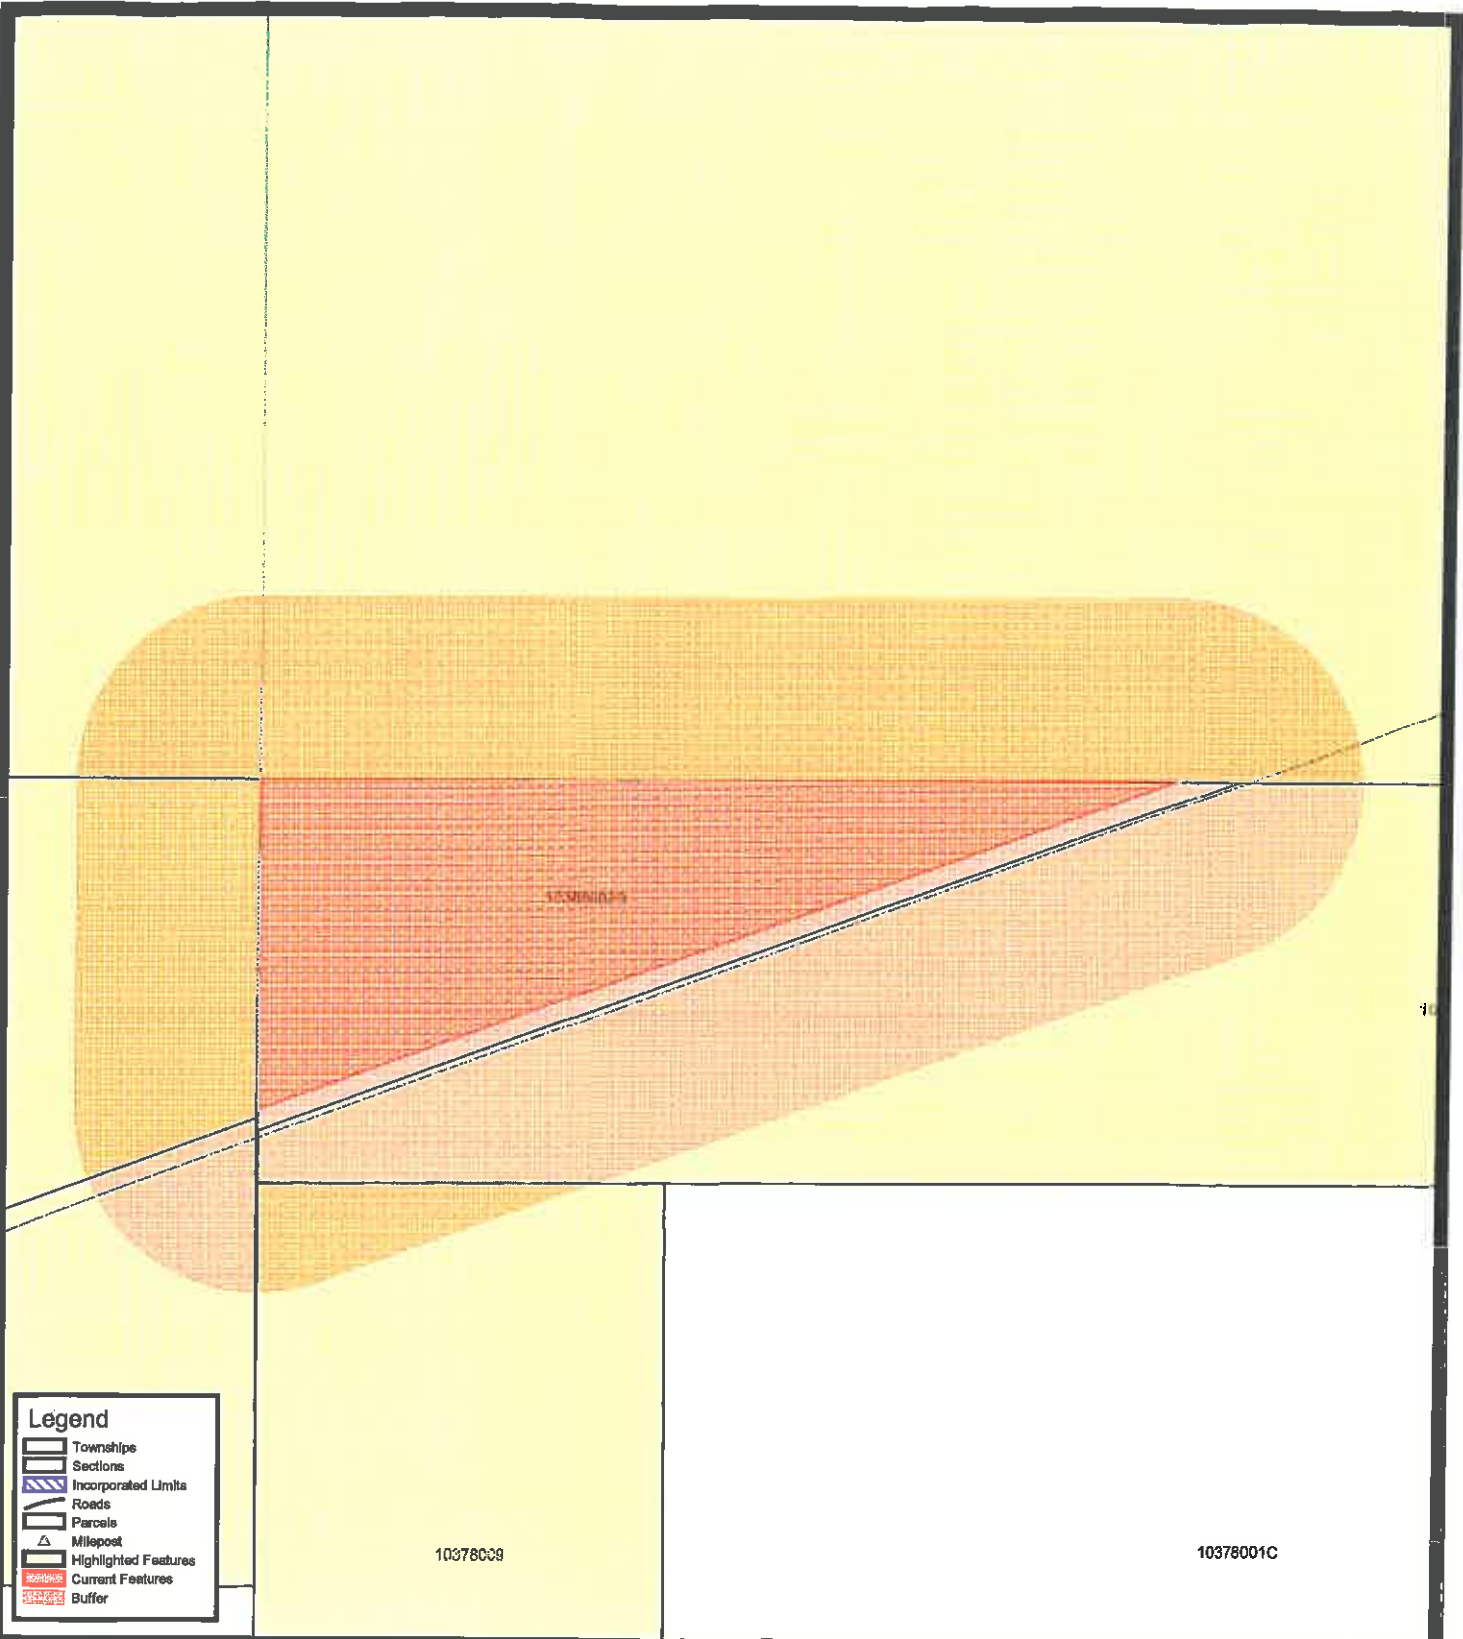 Legend
Townships
Sections
Incorporated Limits
Roads
Parcels
Milepost
Highlighted Features
Current Features
Buffer
10378009
10378001C